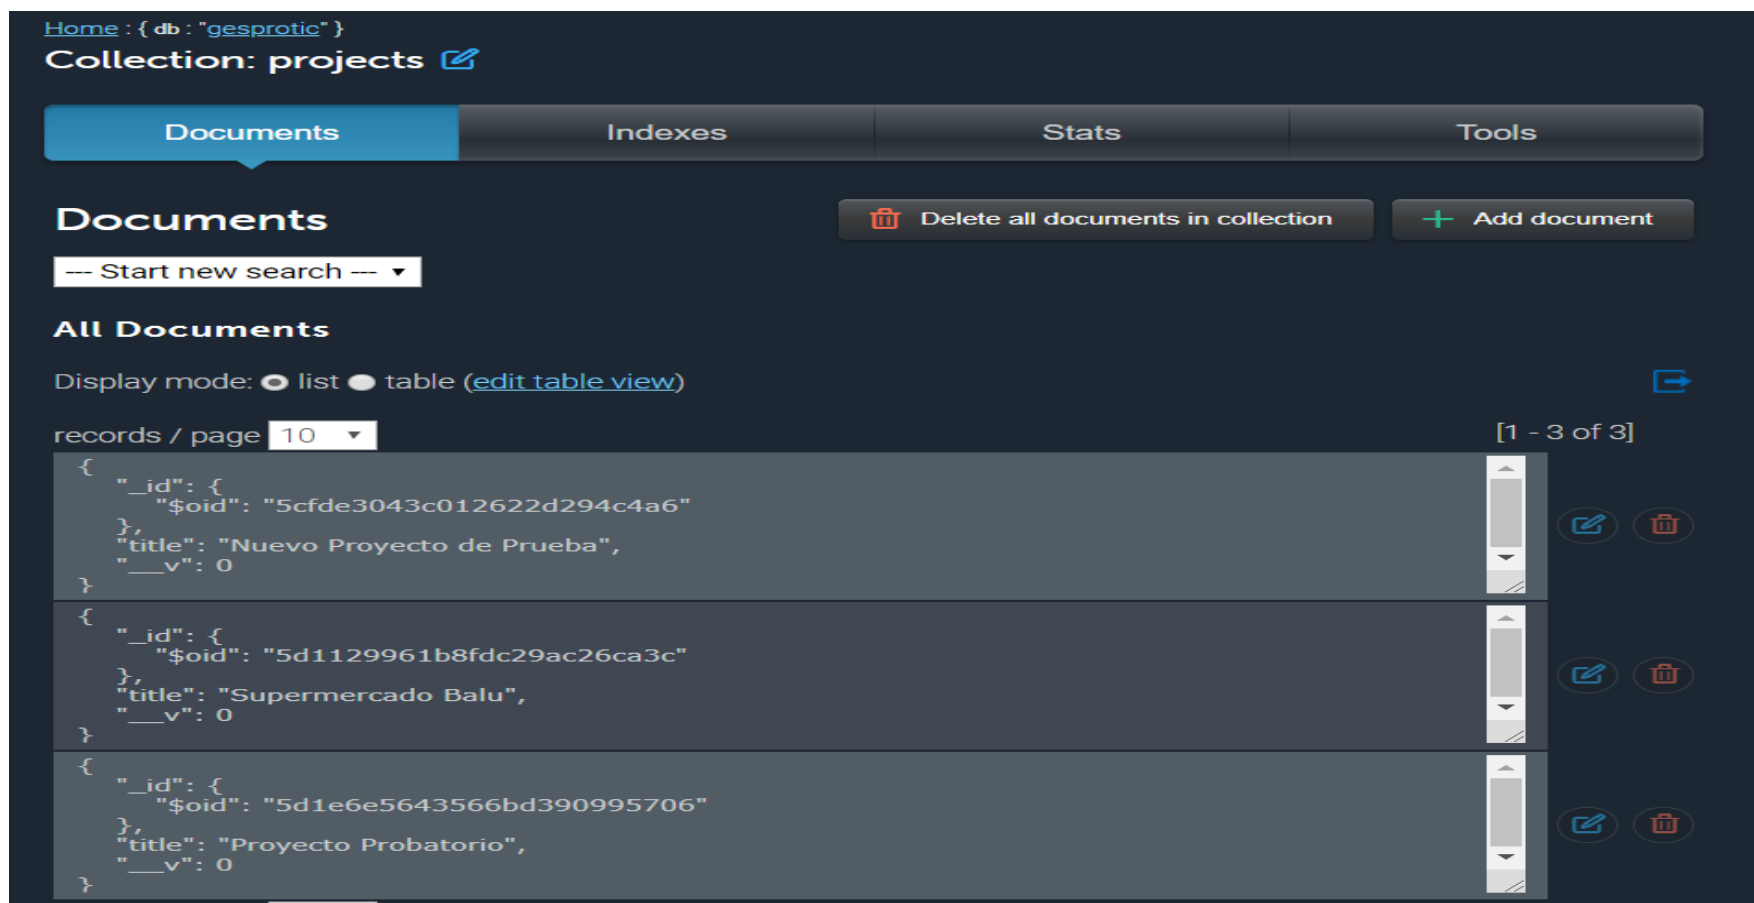 Home : { db : "gesprotic" }
Collection: projects
Documents Indexes Stats Tools
Documents Delete all documents in collection Add document
--- Start new search ---
All Documents
Display mode: list table (edit table view)
records / page 10 [1 - 3 of 3]
{
"_id": {
"$oid": "5cfde3043c012622d294c4a6"
},
"title": "Nuevo Proyecto de Prueba",
"__v": 0
}
{
"_id": {
"$oid": "5d1129961b8fdc29ac26ca3c"
},
"title": "Supermercado Balu",
"__v": 0
}
{
"_id": {
"$oid": "5d1e6e5643566bd390995706"
},
"title": "Proyecto Probatorio",
"__v": 0
}